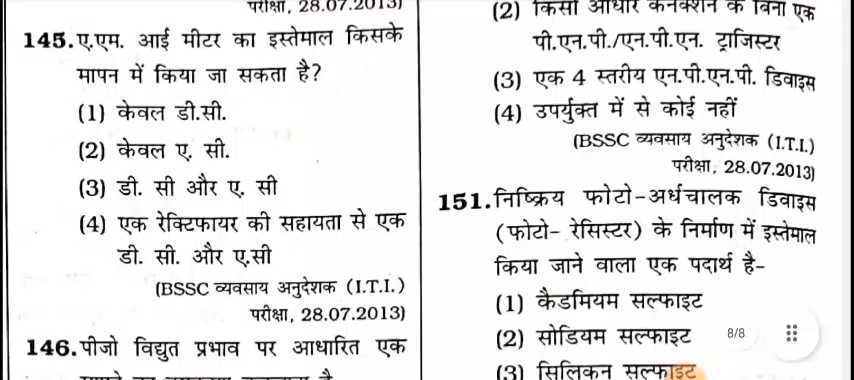 परीक्षा, 28.07.2013)
145. ए.एम. आई मीटर का इस्तेमाल किसके
मापन में किया जा सकता है?
(1) केवल डी.सी.
(2) केवल ए. सी.
(3) डी. सी और ए. सी
(4) एक रेक्टिफायर की सहायता से एक
डी. सी. और ए.सी
(BSSC व्यवसाय अनुदेशक (I.T.I.)
परीक्षा, 28.07.2013)
146. पीजो विद्युत प्रभाव पर आधारित एक
(2) किसी आधार कनेक्शन के बिना एक
पी.एन.पी./एन.पी.एन. ट्रांजिस्टर
(3) एक 4 स्तरीय एन.पी.एन.पी. डिवाइस
(4) उपर्युक्त में से कोई नहीं
(BSSC व्यवसाय अनुदेशक (I.T.I.)
परीक्षा, 28.07.2013)
151. निष्क्रिय फोटो-अर्धचालक डिवाइस
(फोटो- रेसिस्टर) के निर्माण में इस्तेमाल
किया जाने वाला एक पदार्थ है-
(1) कैडमियम सल्फाइट
(2) सोडियम सल्फाइट
(3) सिलिकन सल्फाइट
8/8